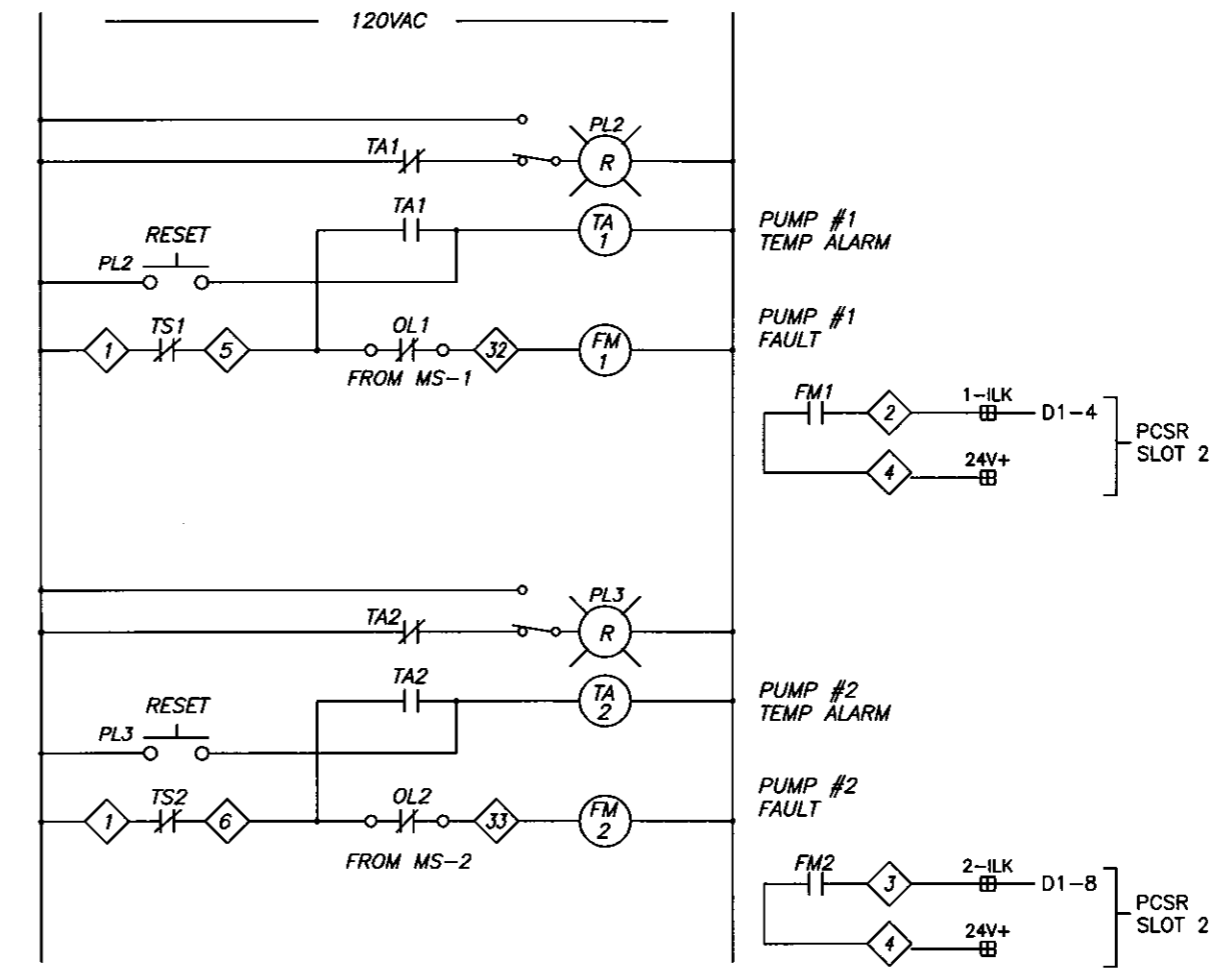 120VAC
PL2
TA1
R
TA1
TA
1
PUMP #1
TEMP ALARM
RESET
PL2
PUMP #1
FAULT
1
TS1
5
OL1
32
FM
1
FROM MS-1
FM1
2
1-ILK
D1-4
PCSR
SLOT 2
4
24V+
PL3
TA2
R
TA2
TA
2
PUMP #2
TEMP ALARM
RESET
PL3
PUMP #2
FAULT
1
TS2
6
OL2
33
FM
2
FROM MS-2
FM2
3
2-ILK
D1-8
PCSR
SLOT 2
4
24V+